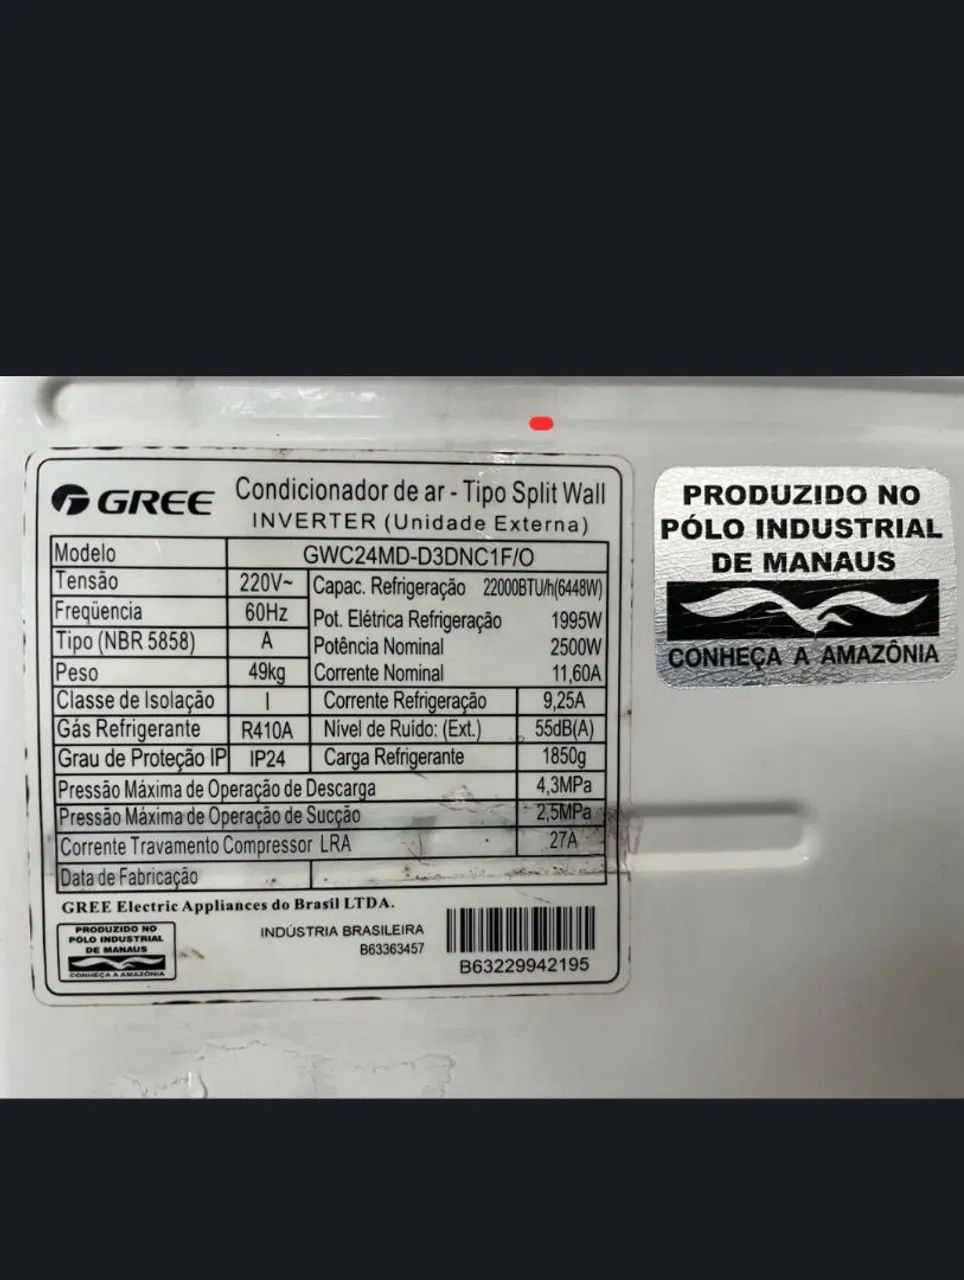 GREE
Condicionador de ar - Tipo Split Wall
INVERTER (Unidade Externa)
Modelo GWC24MD-D3DNC1F/O
Tensão 220V~ Capac. Refrigeração 22000BTU/h(6448W)
Freqüencia 60Hz Pot. Elétrica Refrigeração 1995W
Tipo (NBR 5858) A Potência Nominal 2500W
Peso 49kg Corrente Nominal 11,60A
Classe de Isolação I Corrente Refrigeração 9,25A
Gás Refrigerante R410A Nível de Ruído: (Ext.) 55dB(A)
Grau de Proteção IP IP24 Carga Refrigerante 1850g
Pressão Máxima de Operação de Descarga 4,3MPa
Pressão Máxima de Operação de Sucção 2,5MPa
Corrente Travamento Compressor LRA 27A
Data de Fabricação
GREE Electric Appliances do Brasil LTDA.
PRODUZIDO NO
PÓLO INDUSTRIAL
DE MANAUS
CONHEÇA A AMAZÔNIA
INDÚSTRIA BRASILEIRA
B63363457
B63229942195
PRODUZIDO NO
PÓLO INDUSTRIAL
DE MANAUS
CONHEÇA A AMAZÔNIA